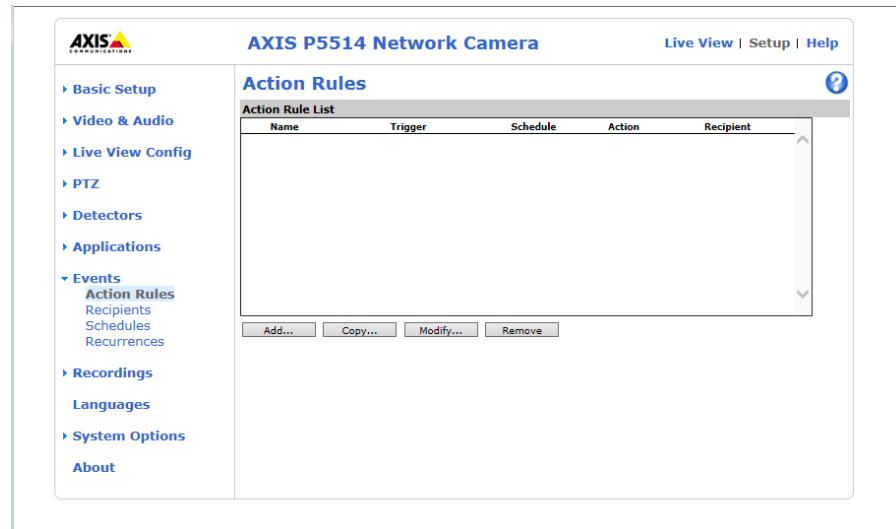 AXIS
COMMUNICATIONS
AXIS P5514 Network Camera
Live View | Setup | Help
Basic Setup
Video & Audio
Live View Config
PTZ
Detectors
Applications
Events
Action Rules
Recipients
Schedules
Recurrences
Recordings
Languages
System Options
About
Action Rules
?
Action Rule List
Name Trigger Schedule Action Recipient
Add... Copy... Modify... Remove